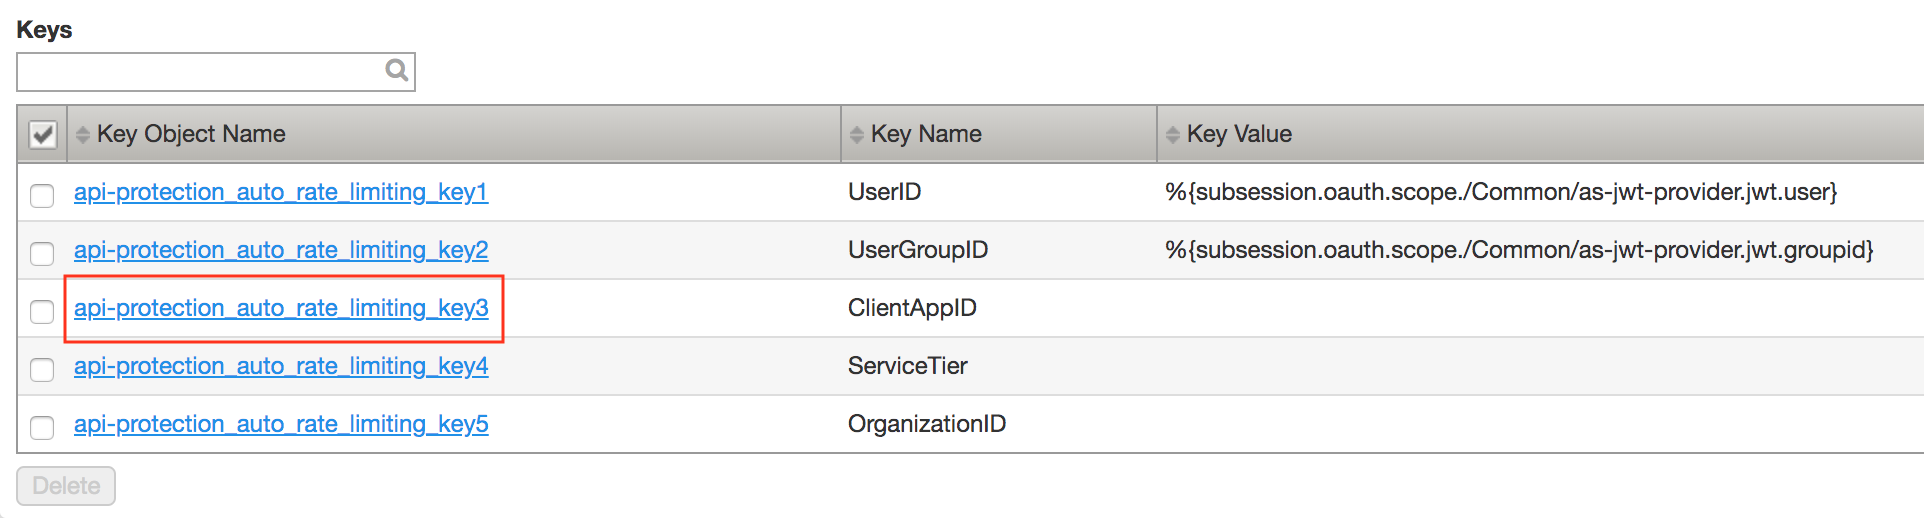 Keys
Key Object Name Key Name Key Value
api-protection_auto_rate_limiting_key1 UserID %{subsession.oauth.scope./Common/as-jwt-provider.jwt.user}
api-protection_auto_rate_limiting_key2 UserGroupID %{subsession.oauth.scope./Common/as-jwt-provider.jwt.groupid}
api-protection_auto_rate_limiting_key3 ClientAppID
api-protection_auto_rate_limiting_key4 ServiceTier
api-protection_auto_rate_limiting_key5 OrganizationID
Delete